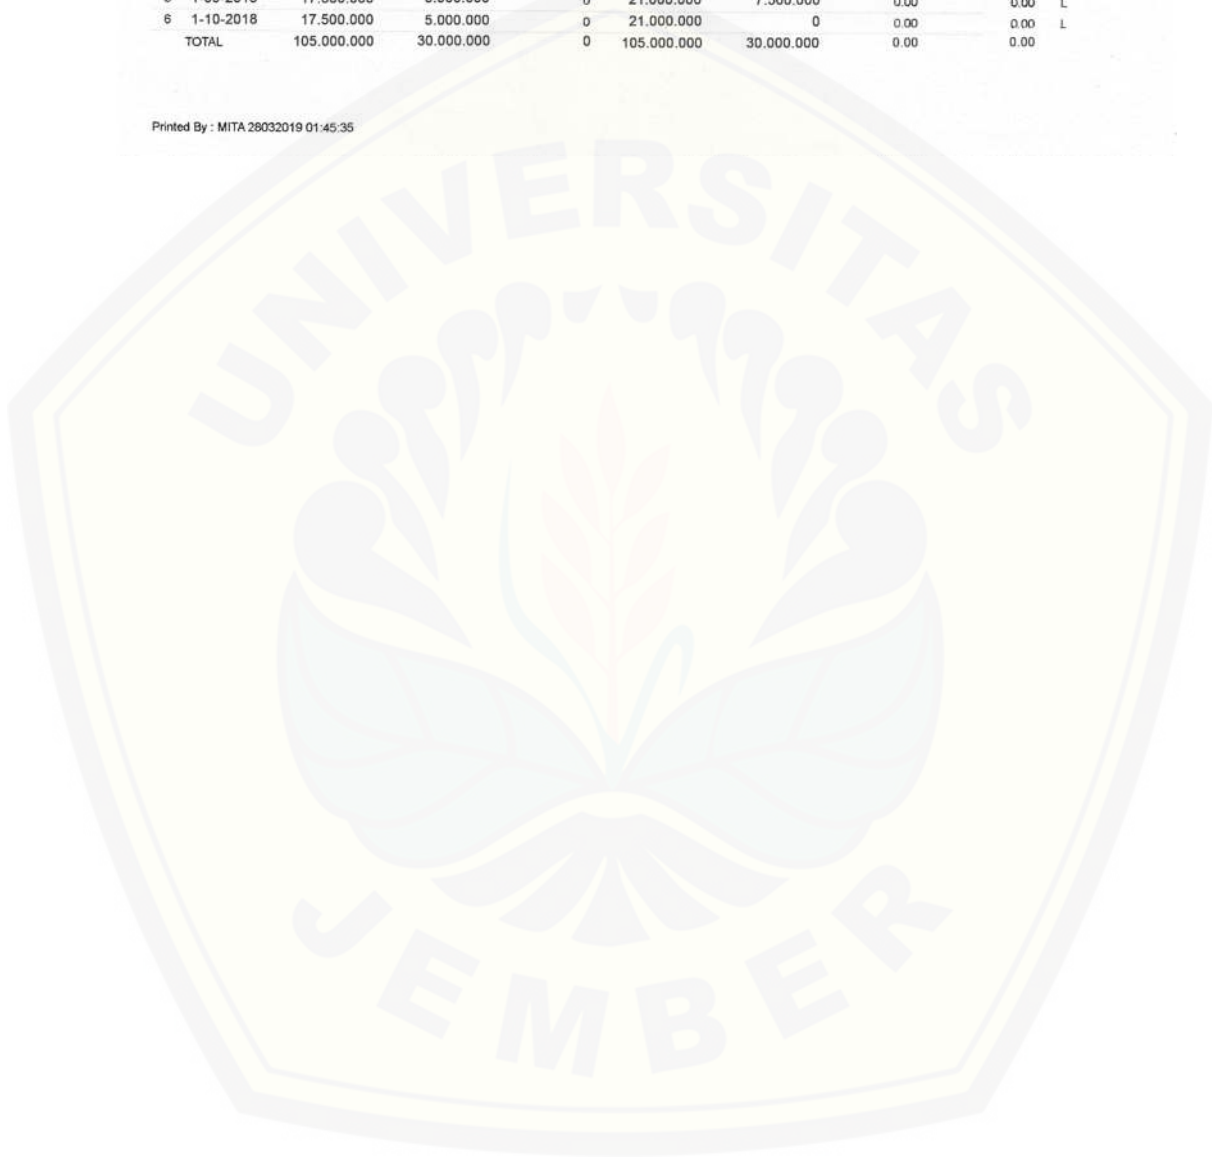 6 1-10-2018 17.500.000 5.000.000 0 21.000.000 0 0.00 0.00 L
TOTAL 105.000.000 30.000.000 0 105.000.000 30.000.000 0.00 0.00
Printed By : MITA 28032019 01:45:35
UNIVERSITAS
JEMBER